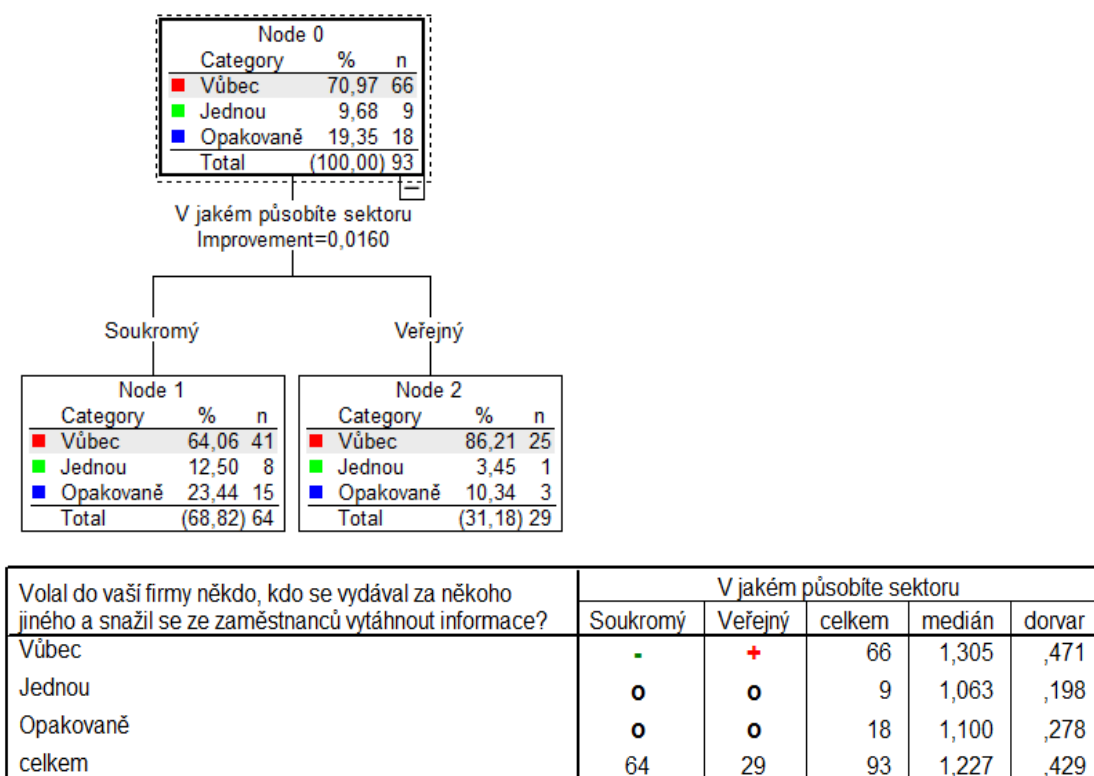 Node 0
Category % n
Vůbec 70,97 66
Jednou 9,68 9
Opakovaně 19,35 18
Total (100,00) 93
V jakém působíte sektoru
Improvement=0,0160
Soukromý Veřejný
Node 1
Category % n
Vůbec 64,06 41
Jednou 12,50 8
Opakovaně 23,44 15
Total (68,82) 64
Node 2
Category % n
Vůbec 86,21 25
Jednou 3,45 1
Opakovaně 10,34 3
Total (31,18) 29
Volal do vaší firmy někdo, kdo se vydával za někoho
jiného a snažil se ze zaměstnanců vytáhnout informace?
V jakém působíte sektoru
Soukromý Veřejný celkem medián dorvar
Vůbec - + 66 1,305 ,471
Jednou o o 9 1,063 ,198
Opakovaně o o 18 1,100 ,278
celkem 64 29 93 1,227 ,429